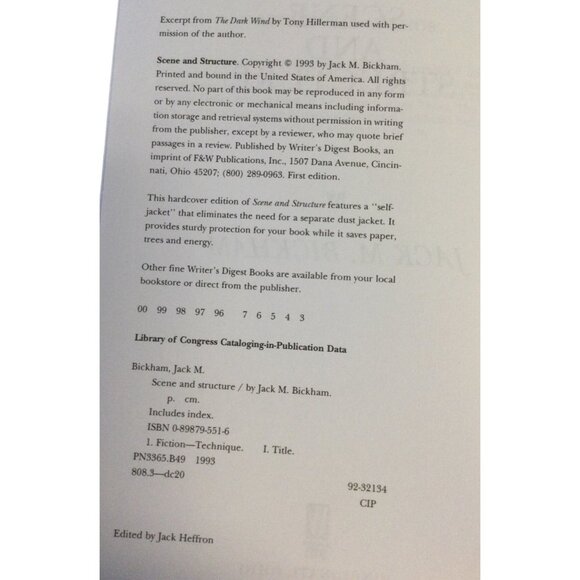 Excerpt from The Dark Wind by Tony Hillerman used with per-
mission of the author.
Scene and Structure. Copyright © 1993 by Jack M. Bickham.
Printed and bound in the United States of America. All rights
reserved. No part of this book may be reproduced in any form
or by any electronic or mechanical means including informa-
tion storage and retrieval systems without permission in writing
from the publisher, except by a reviewer, who may quote brief
passages in a review. Published by Writer's Digest Books, an
imprint of F&W Publications, Inc., 1507 Dana Avenue, Cincin-
nati, Ohio 45207; (800) 289-0963. First edition.
This hardcover edition of Scene and Structure features a "self-
jacket" that eliminates the need for a separate dust jacket. It
provides sturdy protection for your book while it saves paper,
trees and energy.
Other fine Writer's Digest Books are available from your local
bookstore or direct from the publisher.
00 99 98 97 96 7 6 5 4 3
Library of Congress Cataloging-in-Publication Data
Bickham, Jack M.
Scene and structure / by Jack M. Bickham.
p. cm.
Includes index.
ISBN 0-89879-551-6
1. Fiction—Technique. I. Title.
PN3365.B49 1993
808.3—dc20
92-32134
CIP
Edited by Jack Heffron